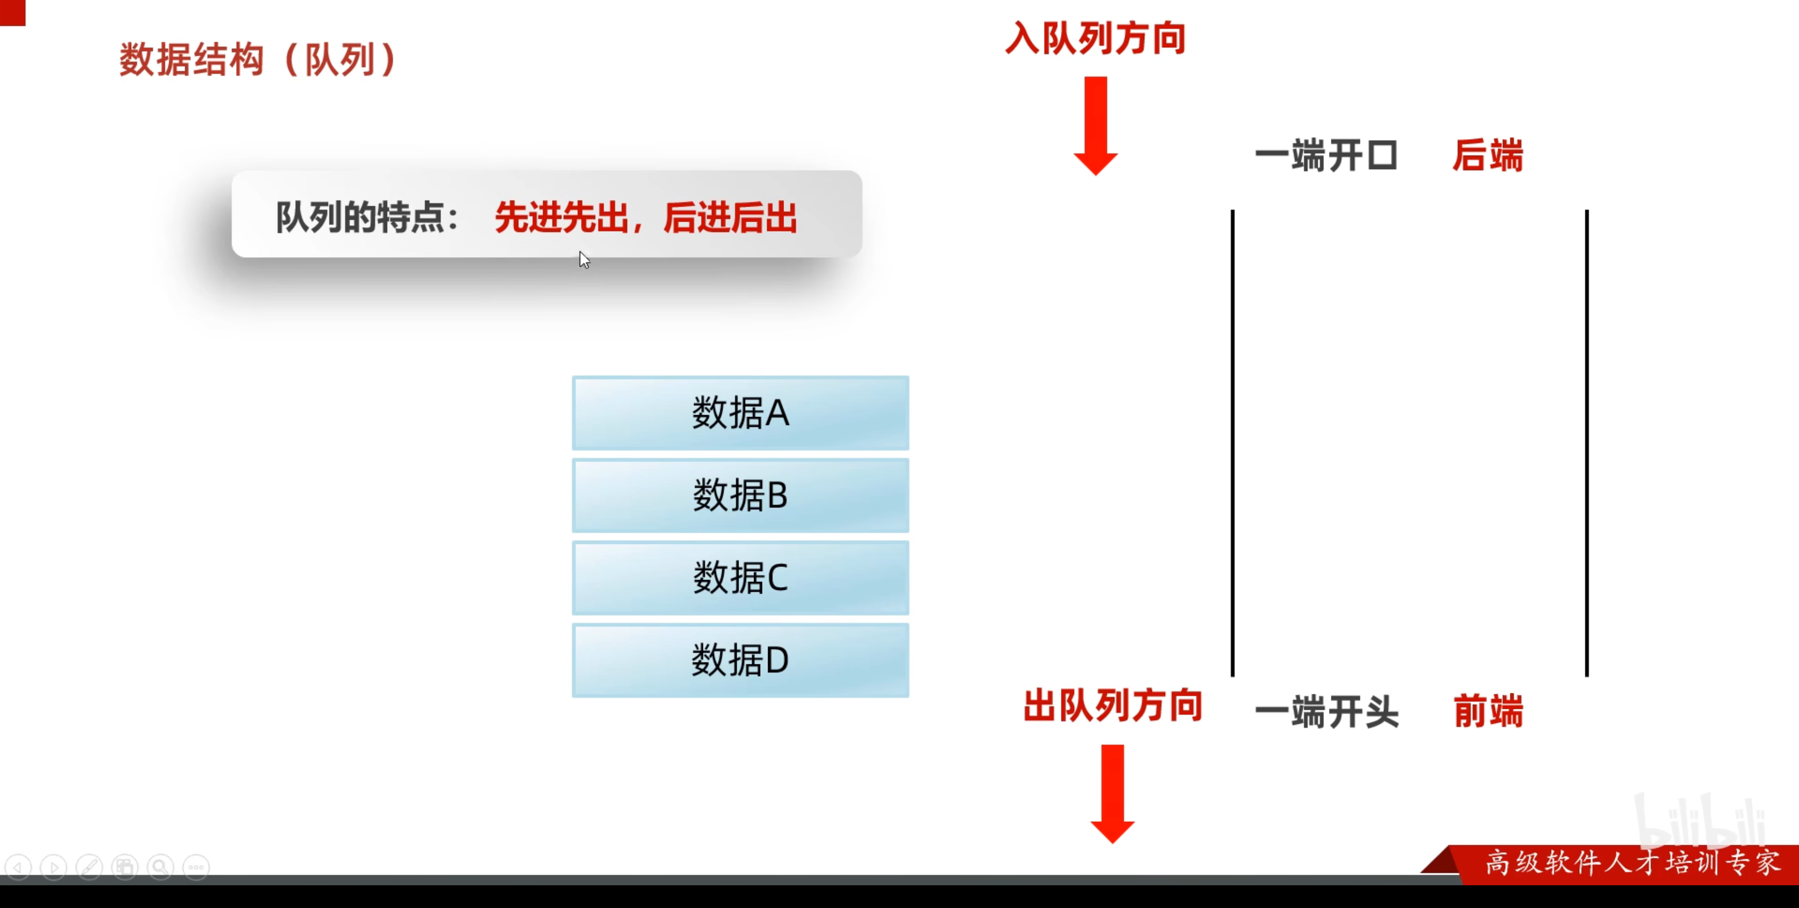 数据结构（队列）
入队列方向
一端开口 后端
队列的特点： 先进先出，后进后出
数据A
数据B
数据C
数据D
出队列方向 一端开头 前端
bilibili
高级软件人才培训专家